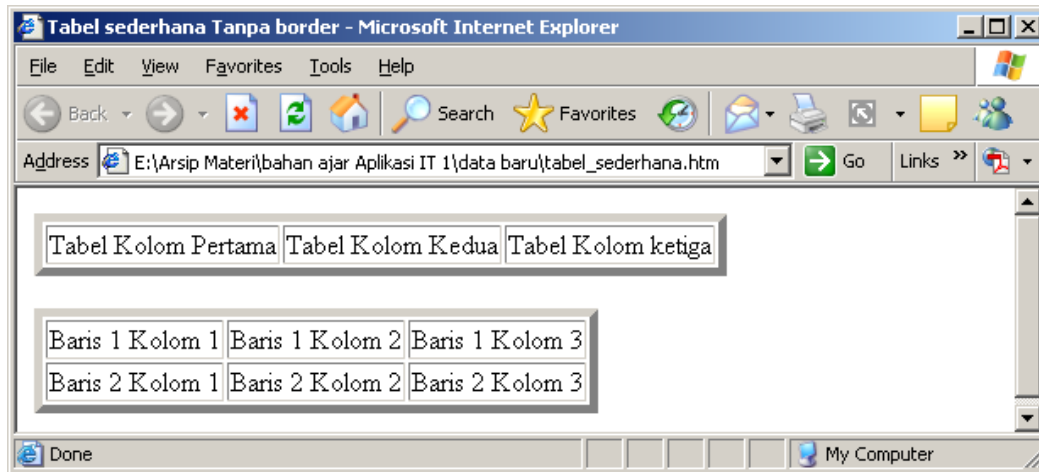 Tabel sederhana Tanpa border - Microsoft Internet Explorer
File Edit View Favorites Tools Help
Back Search Favorites
Address E:\Arsip Materi\bahan ajar Aplikasi IT 1\data baru\tabel_sederhana.htm Go Links »
Tabel Kolom Pertama Tabel Kolom Kedua Tabel Kolom ketiga
Baris 1 Kolom 1 Baris 1 Kolom 2 Baris 1 Kolom 3
Baris 2 Kolom 1 Baris 2 Kolom 2 Baris 2 Kolom 3
Done My Computer